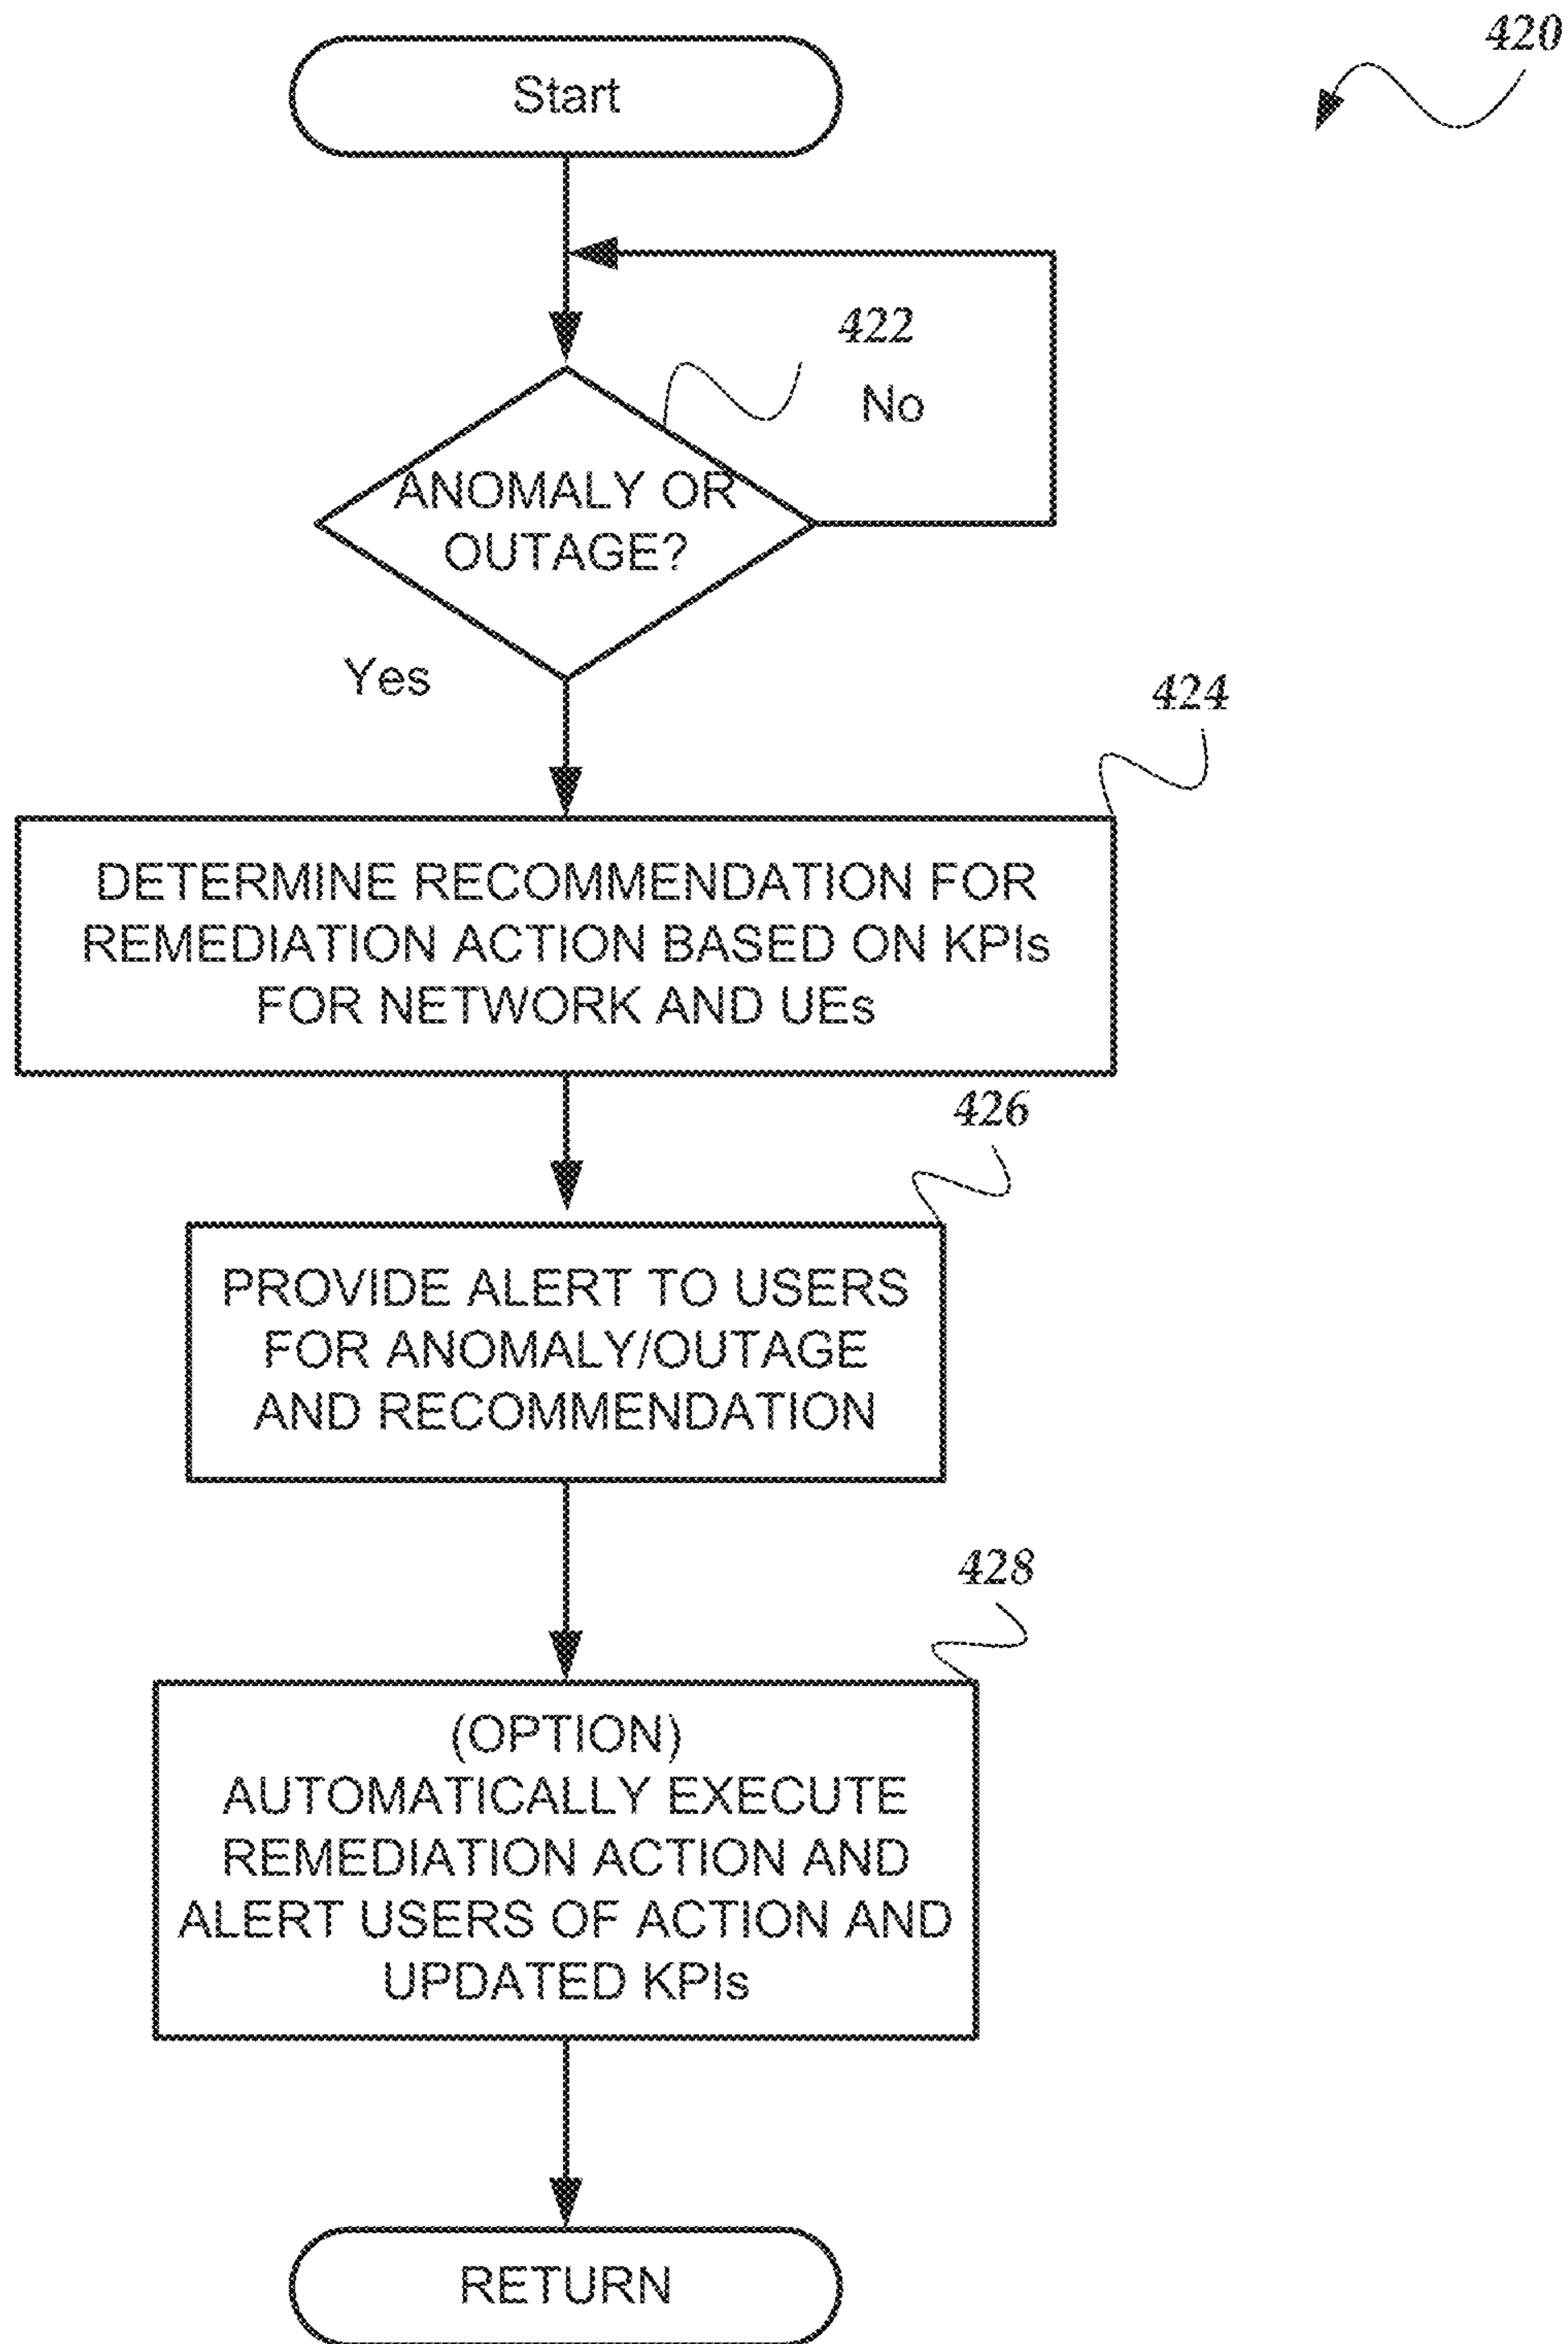 420
Start
422
No
ANOMALY OR
OUTAGE?
Yes
424
DETERMINE RECOMMENDATION FOR
REMEDIATION ACTION BASED ON KPIs
FOR NETWORK AND UEs
426
PROVIDE ALERT TO USERS
FOR ANOMALY/OUTAGE
AND RECOMMENDATION
428
(OPTION)
AUTOMATICALLY EXECUTE
REMEDIATION ACTION AND
ALERT USERS OF ACTION AND
UPDATED KPIs
RETURN